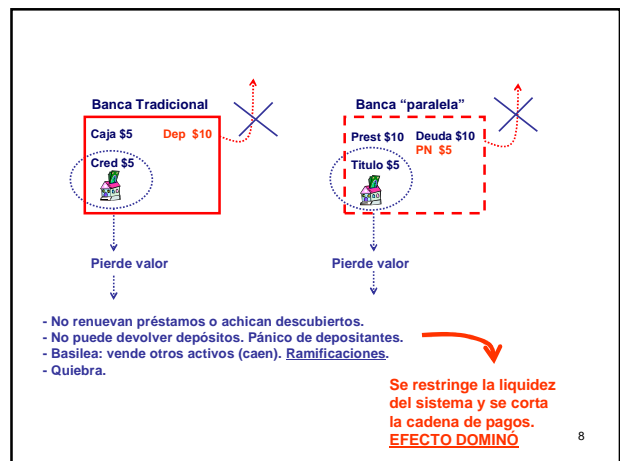 Banca Tradicional
Banca “paralela”
Caja $5
Dep $10
Cred $5
Prest $10
Deuda $10
PN $5
Titulo $5
Pierde valor
Pierde valor
- No renuevan préstamos o achican descubiertos.
- No puede devolver depósitos. Pánico de depositantes.
- Basilea: vende otros activos (caen). Ramificaciones.
- Quiebra.
Se restringe la liquidez
del sistema y se corta
la cadena de pagos.
EFECTO DOMINÓ
8